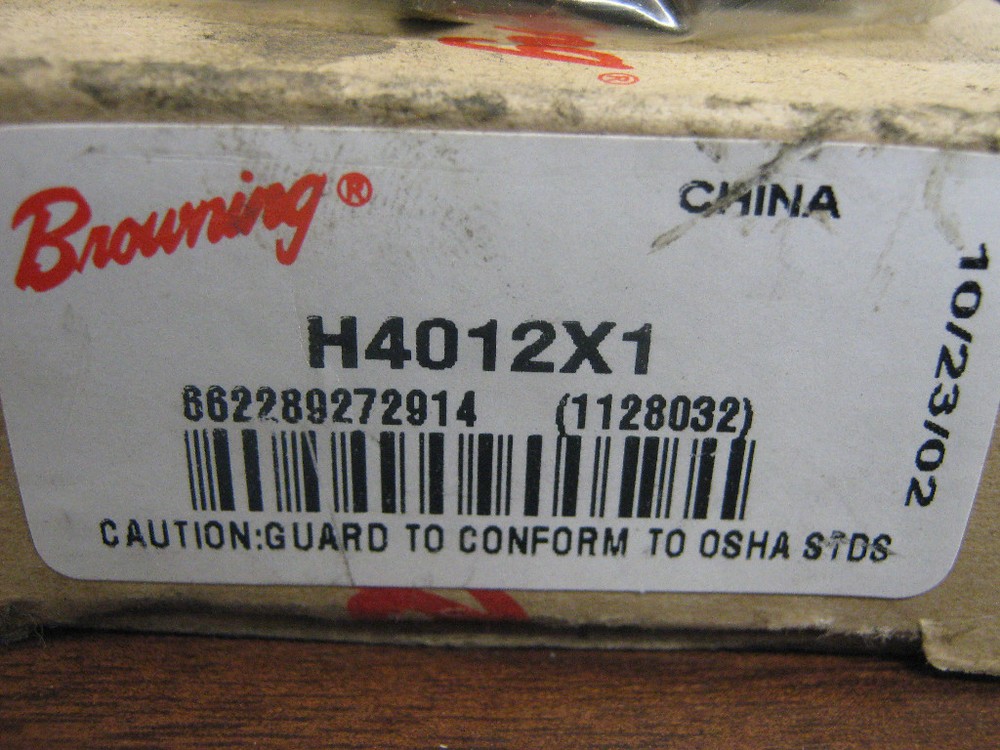 Browning®
CHINA
H4012X1
662289272914 (1128032)
CAUTION:GUARD TO CONFORM TO OSHA STDS
10/23/02